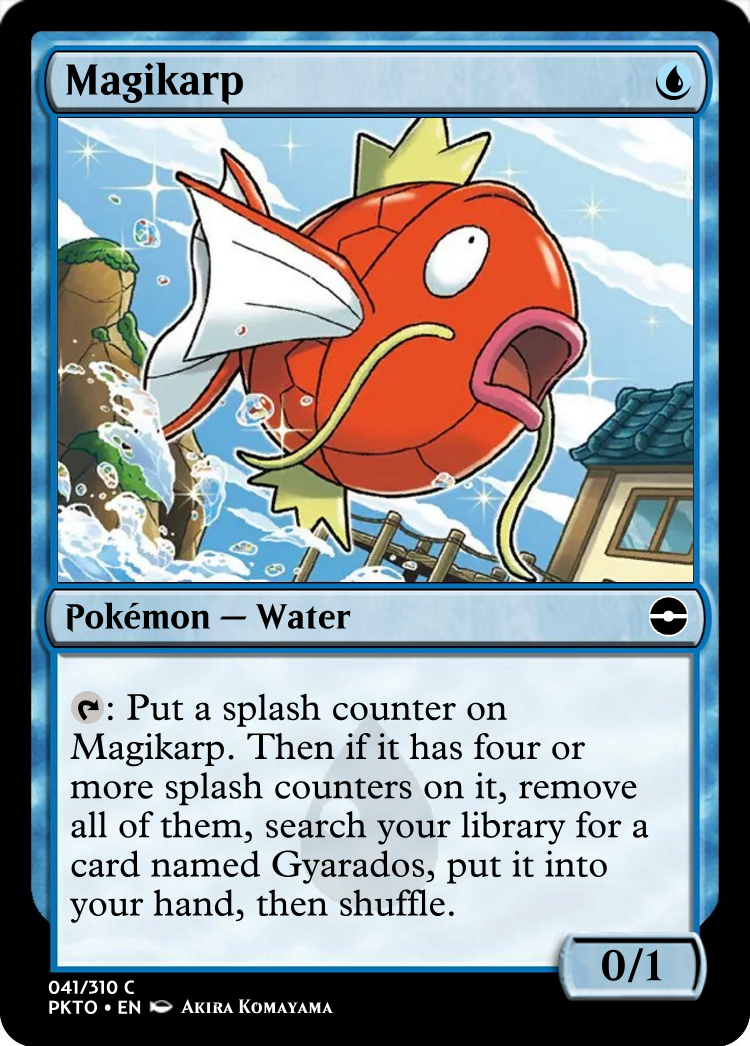 Magikarp
Pokémon — Water
: Put a splash counter on
Magikarp. Then if it has four or
more splash counters on it, remove
all of them, search your library for a
card named Gyarados, put it into
your hand, then shuffle.
0/1
041/310 C
PKTO • EN Akira Komayama